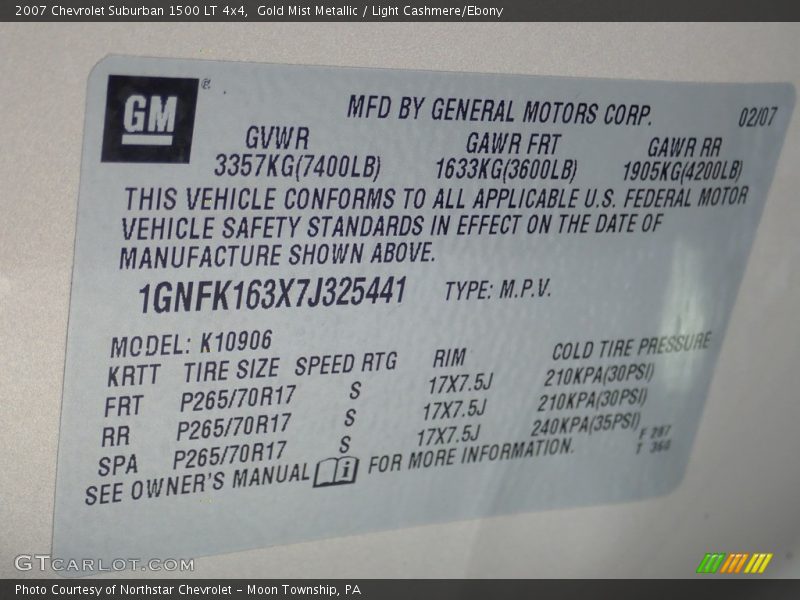 2007 Chevrolet Suburban 1500 LT 4x4,  Gold Mist Metallic / Light Cashmere/Ebony
GM ®
MFD BY GENERAL MOTORS CORP. 02/07
GVWR GAWR FRT GAWR RR
3357KG(7400LB) 1633KG(3600LB) 1905KG(4200LB)
THIS VEHICLE CONFORMS TO ALL APPLICABLE U.S. FEDERAL MOTOR
VEHICLE SAFETY STANDARDS IN EFFECT ON THE DATE OF
MANUFACTURE SHOWN ABOVE.
1GNFK163X7J325441 TYPE: M.P.V.
MODEL: K10906
KRTT TIRE SIZE SPEED RTG RIM COLD TIRE PRESSURE
FRT P265/70R17 S 17X7.5J 210KPA(30PSI)
RR P265/70R17 S 17X7.5J 210KPA(30PSI)
SPA P265/70R17 S 17X7.5J 240KPA(35PSI)
SEE OWNER'S MANUAL i FOR MORE INFORMATION.
F 287
T 360
GTCARLOT.COM
Photo Courtesy of Northstar Chevrolet – Moon Township, PA